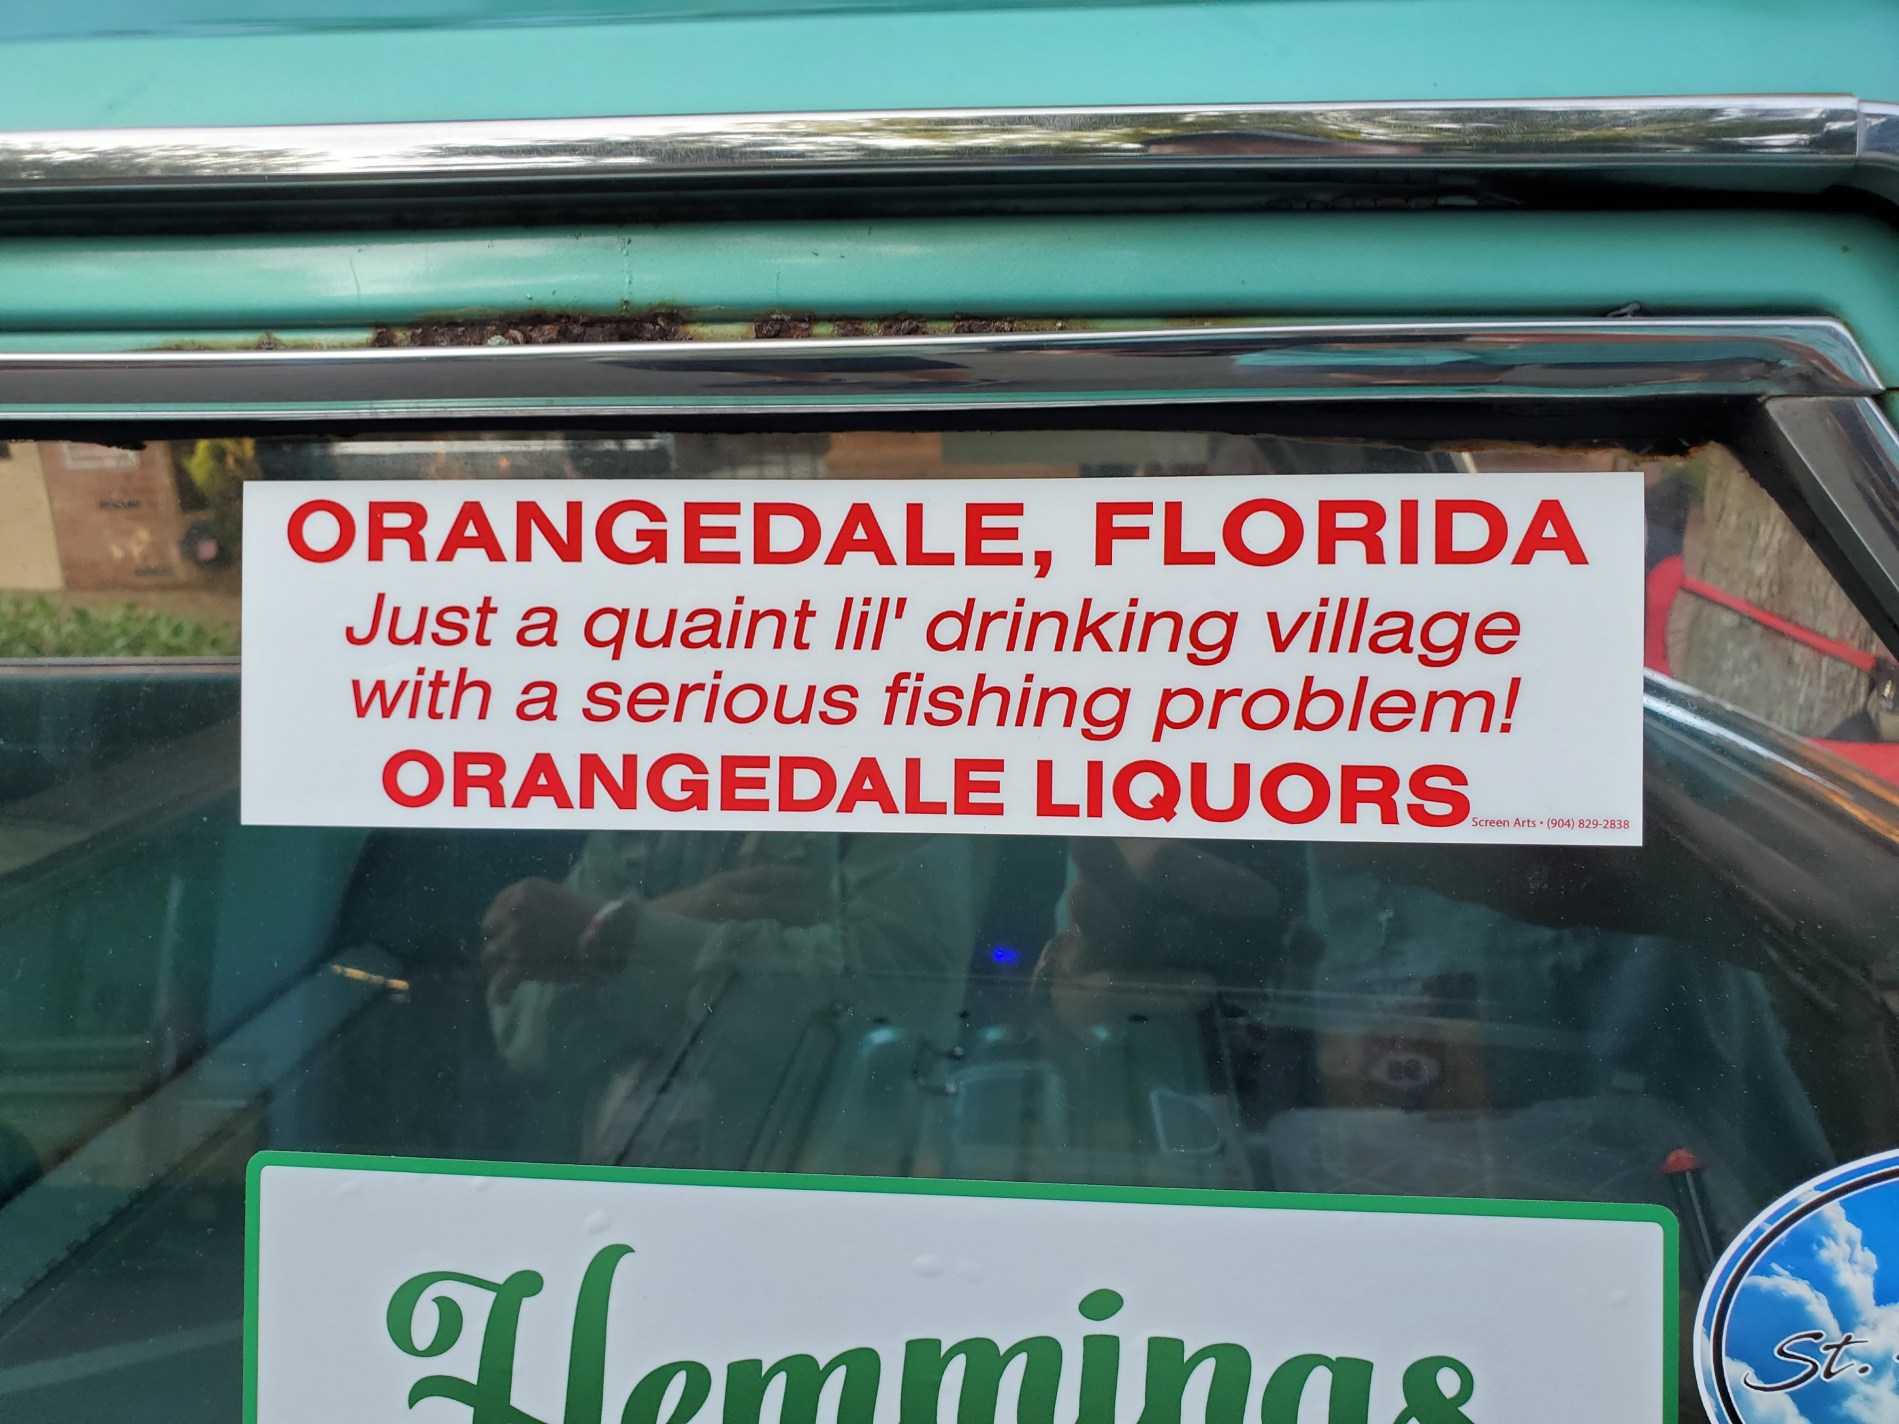 ORANGEDALE, FLORIDA
Just a quaint lil' drinking village
with a serious fishing problem!
ORANGEDALE LIQUORS
Screen Arts • (904) 829-2838
Hemmings
St.